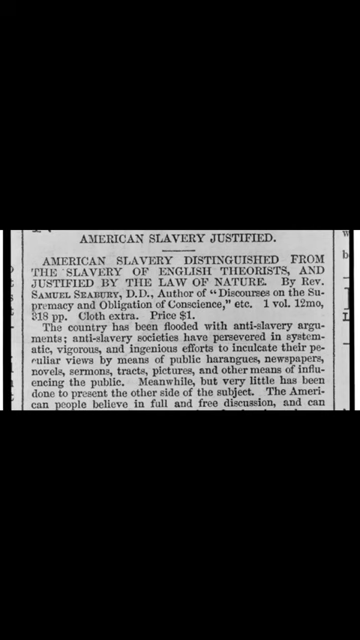 AMERICAN SLAVERY JUSTIFIED.
AMERICAN SLAVERY DISTINGUISHED FROM
THE SLAVERY OF ENGLISH THEORISTS, AND
JUSTIFIED BY THE LAW OF NATURE. By Rev.
SAMUEL SEABURY, D.D., Author of "Discourses on the Su-
premacy and Obligation of Conscience," etc. 1 vol. 12mo,
318 pp. Cloth extra. Price $1.
The country has been flooded with anti-slavery argu-
ments; anti-slavery societies have persevered in system-
atic, vigorous, and ingenious efforts to inculcate their pe-
culiar views by means of public harangues, newspapers,
novels, sermons, tracts, pictures, and other means of influ-
encing the public. Meanwhile, but very little has been
done to present the other side of the subject. The Ameri-
can people believe in full and free discussion, and can